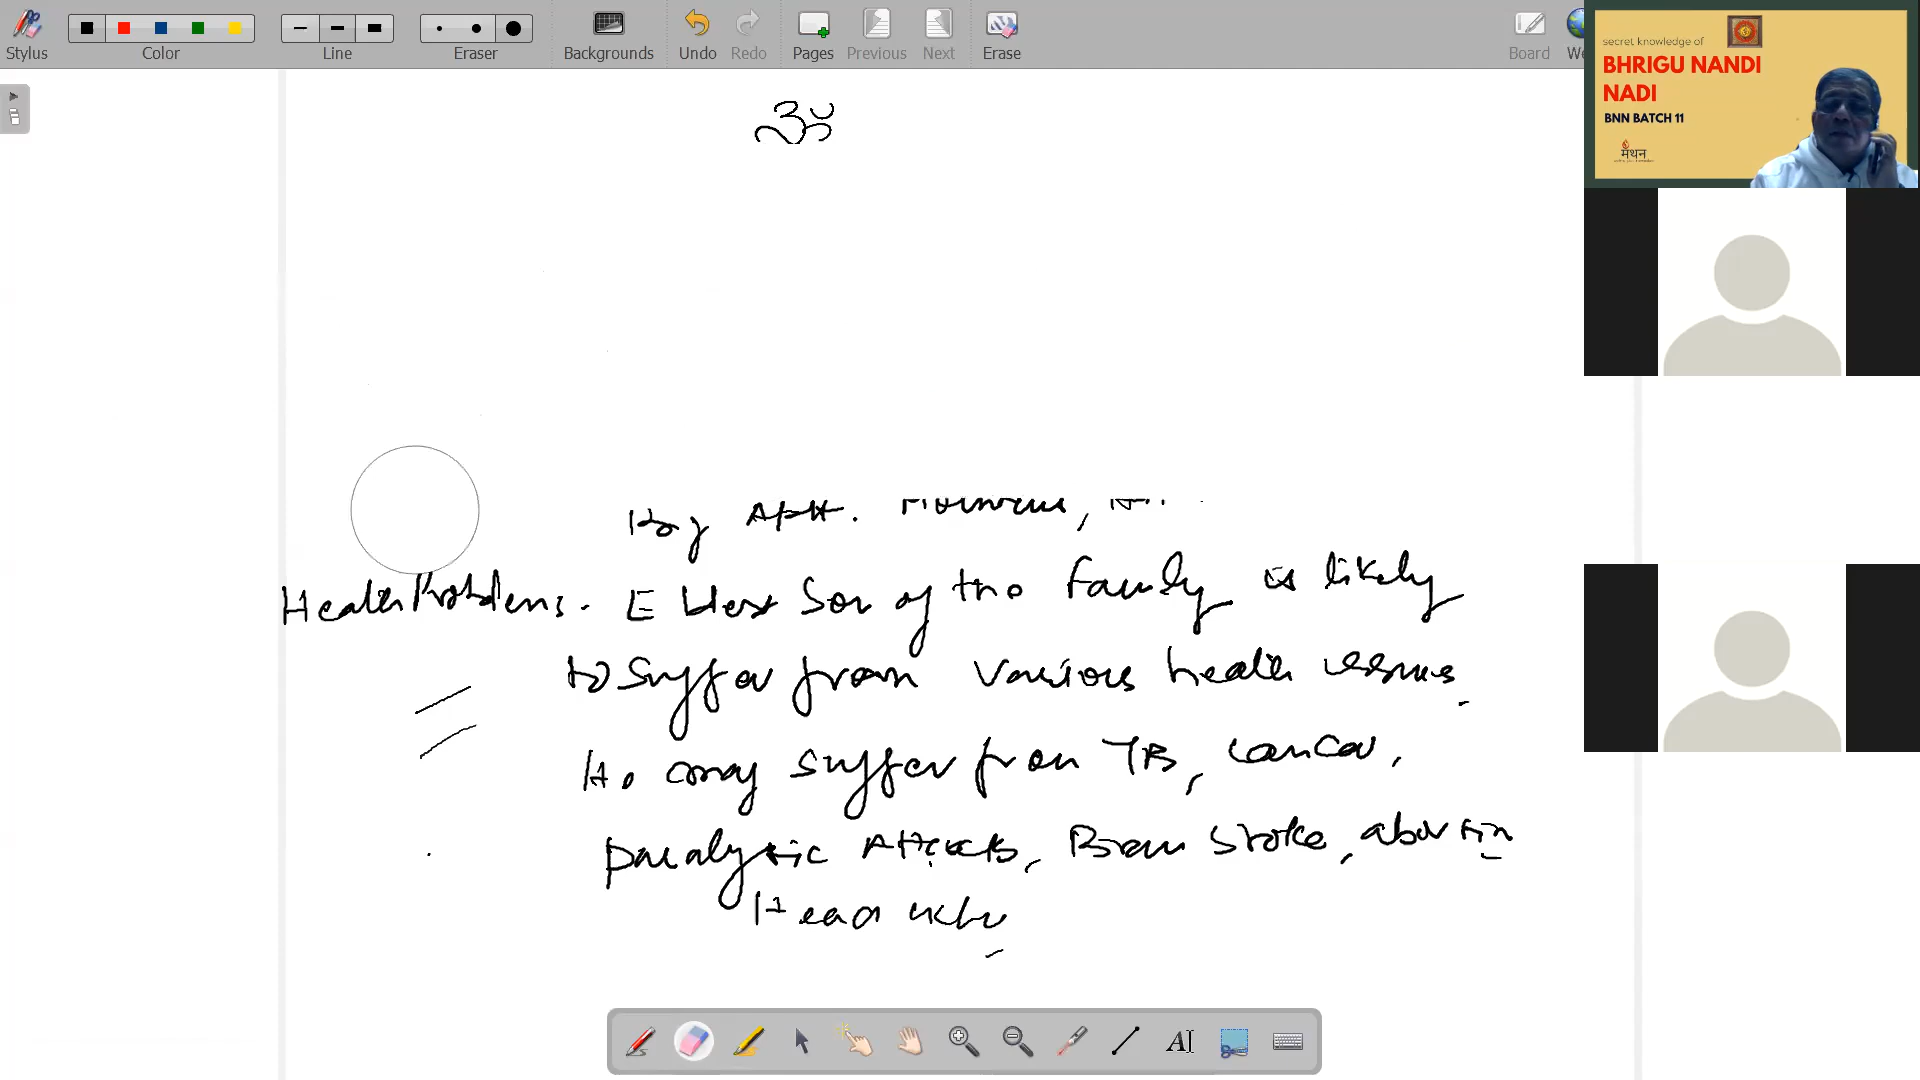 Stylus
Color
Line
Eraser
Backgrounds
Undo
Redo
Pages
Previous
Next
Erase
Board
We
secret knowledge of
BHRIGU NANDI
NADI
BNN BATCH 11
मंथन
ॐ
Health Problems. Eldest Son of the Family is likely
to suffer from various health issues.
He may suffer from TB, cancer,
paralytic Attacks, Brain stroke,
Head